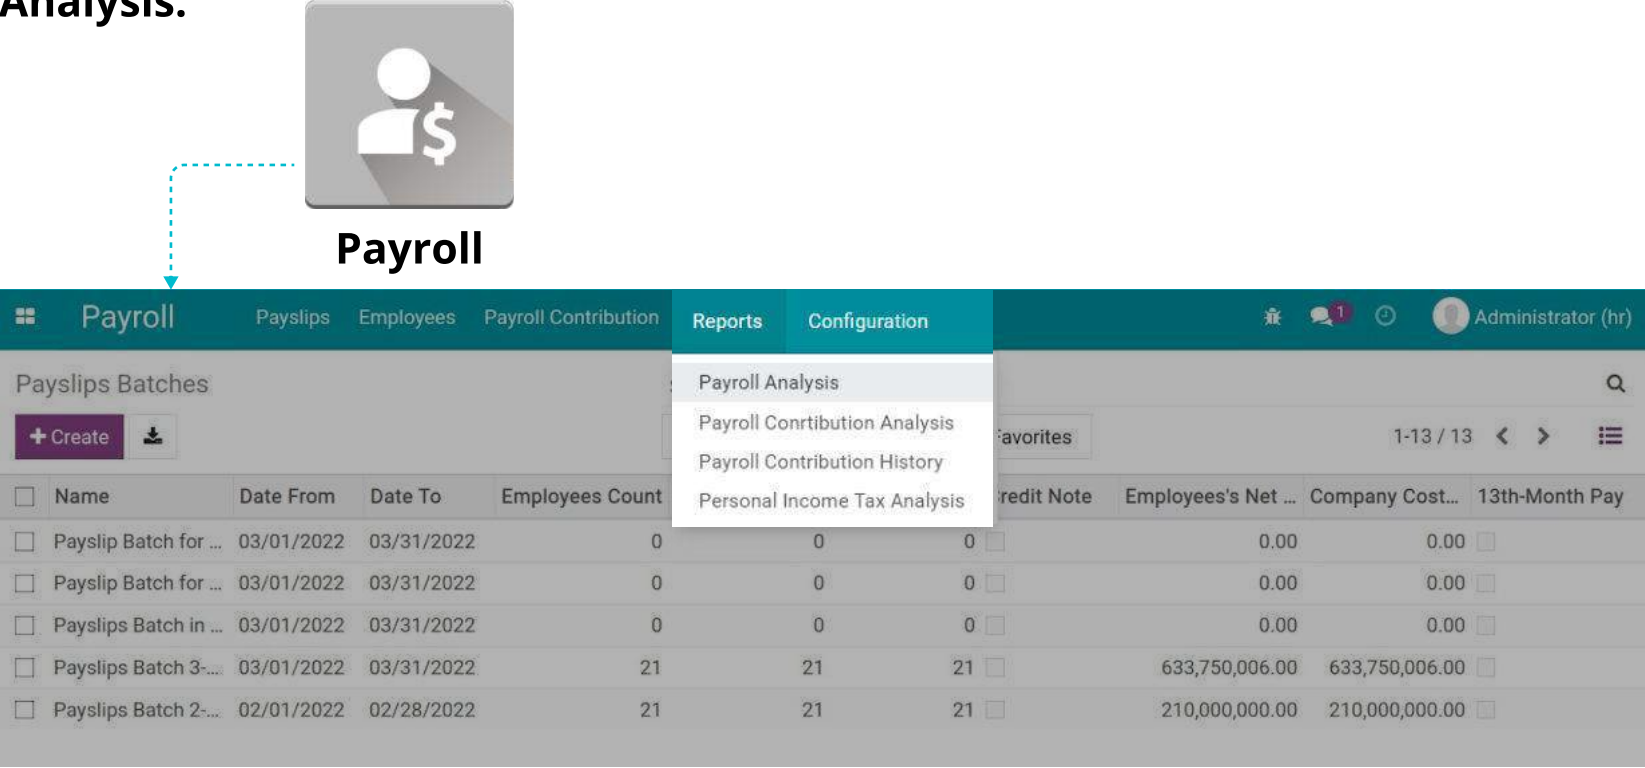 Analysis.
Payroll
Payroll Payslips Employees Payroll Contribution Reports Configuration 1 Administrator (hr)
Payslips Batches
Payroll Analysis
Create
Payroll Conrtibution Analysis
avorites 1-13 / 13
Payroll Contribution History
Name Date From Date To Employees Count redit Note Employees's Net ... Company Cost... 13th-Month Pay
Personal Income Tax Analysis
Payslip Batch for ... 03/01/2022 03/31/2022 0 0 0 0.00 0.00
Payslip Batch for ... 03/01/2022 03/31/2022 0 0 0 0.00 0.00
Payslips Batch in ... 03/01/2022 03/31/2022 0 0 0 0.00 0.00
Payslips Batch 3-... 03/01/2022 03/31/2022 21 21 21 633,750,006.00 633,750,006.00
Payslips Batch 2-... 02/01/2022 02/28/2022 21 21 21 210,000,000.00 210,000,000.00